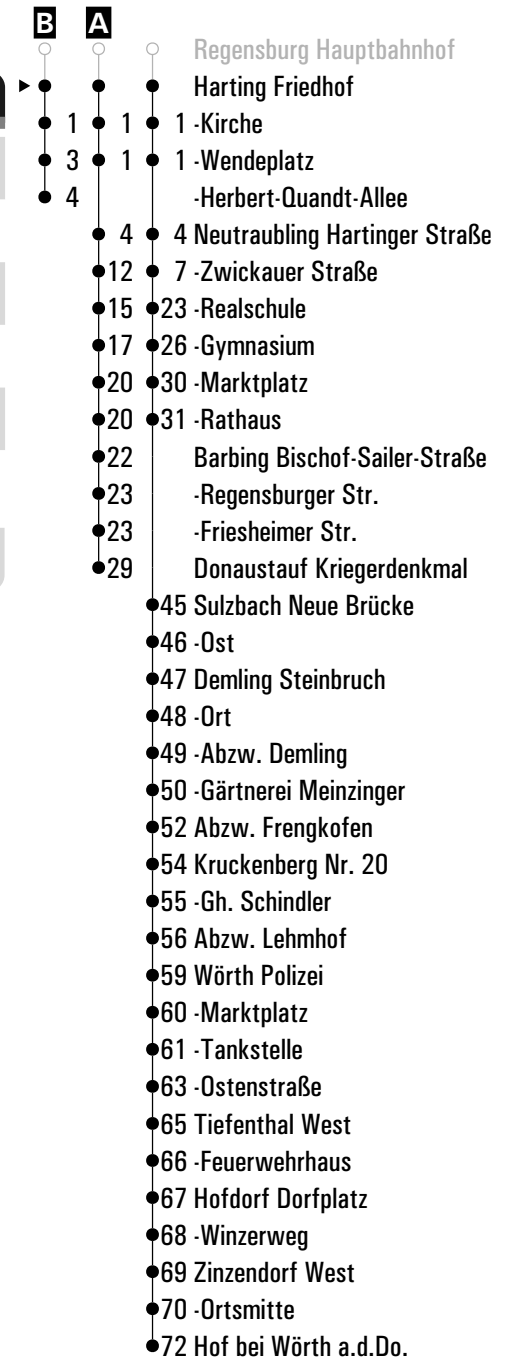 B A
Regensburg Hauptbahnhof
Harting Friedhof
1 1 1 -Kirche
3 1 1 -Wendeplatz
4 -Herbert-Quandt-Allee
4 4 Neutraubling Hartinger Straße
12 7 -Zwickauer Straße
15 23 -Realschule
17 26 -Gymnasium
20 30 -Marktplatz
20 31 -Rathaus
22 Barbing Bischof-Sailer-Straße
23 -Regensburger Str.
23 -Friesheimer Str.
29 Donaustauf Kriegerdenkmal
45 Sulzbach Neue Brücke
46 -Ost
47 Demling Steinbruch
48 -Ort
49 -Abzw. Demling
50 -Gärtnerei Meinzinger
52 Abzw. Frengkofen
54 Kruckenberg Nr. 20
55 -Gh. Schindler
56 Abzw. Lehmhof
59 Wörth Polizei
60 -Marktplatz
61 -Tankstelle
63 -Ostenstraße
65 Tiefenthal West
66 -Feuerwehrhaus
67 Hofdorf Dorfplatz
68 -Winzerweg
69 Zinzendorf West
70 -Ortsmitte
72 Hof bei Wörth a.d.Do.